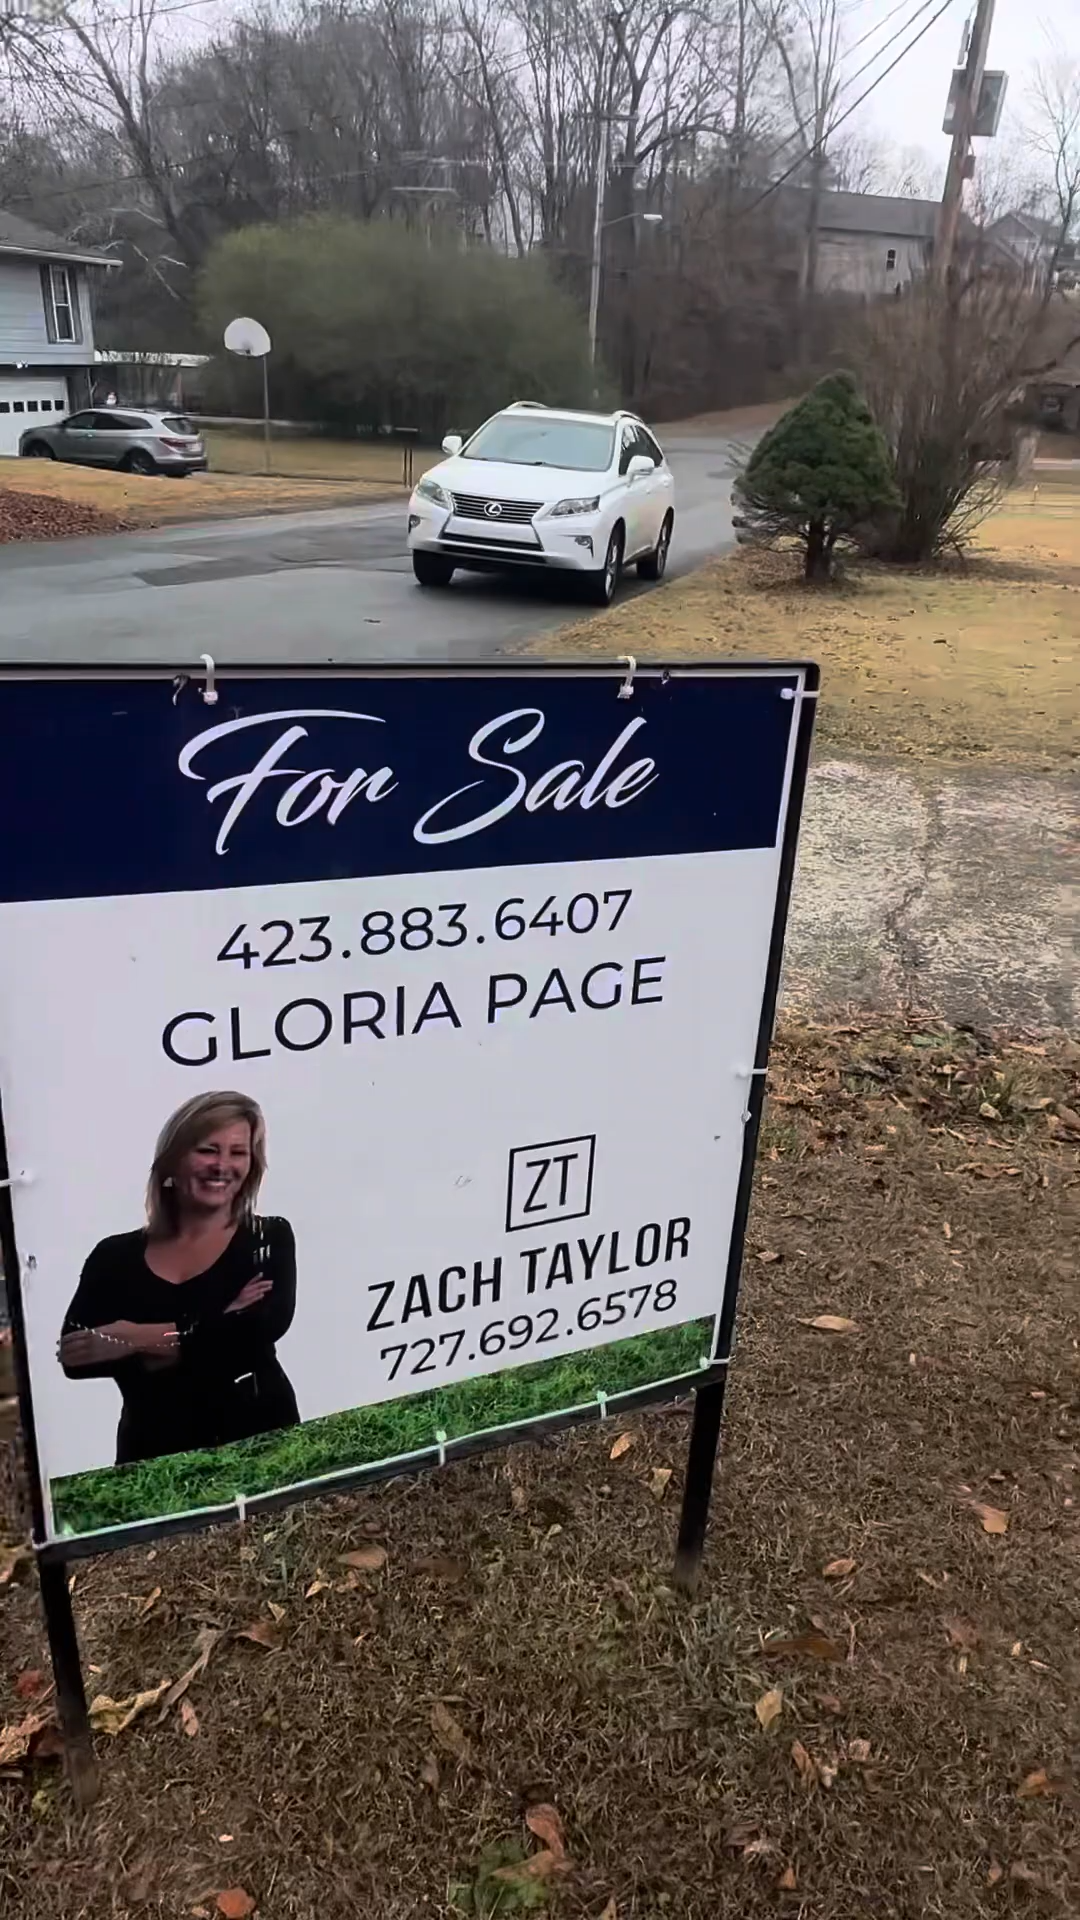 For Sale
423.883.6407
GLORIA PAGE
ZT
ZACH TAYLOR
727.692.6578